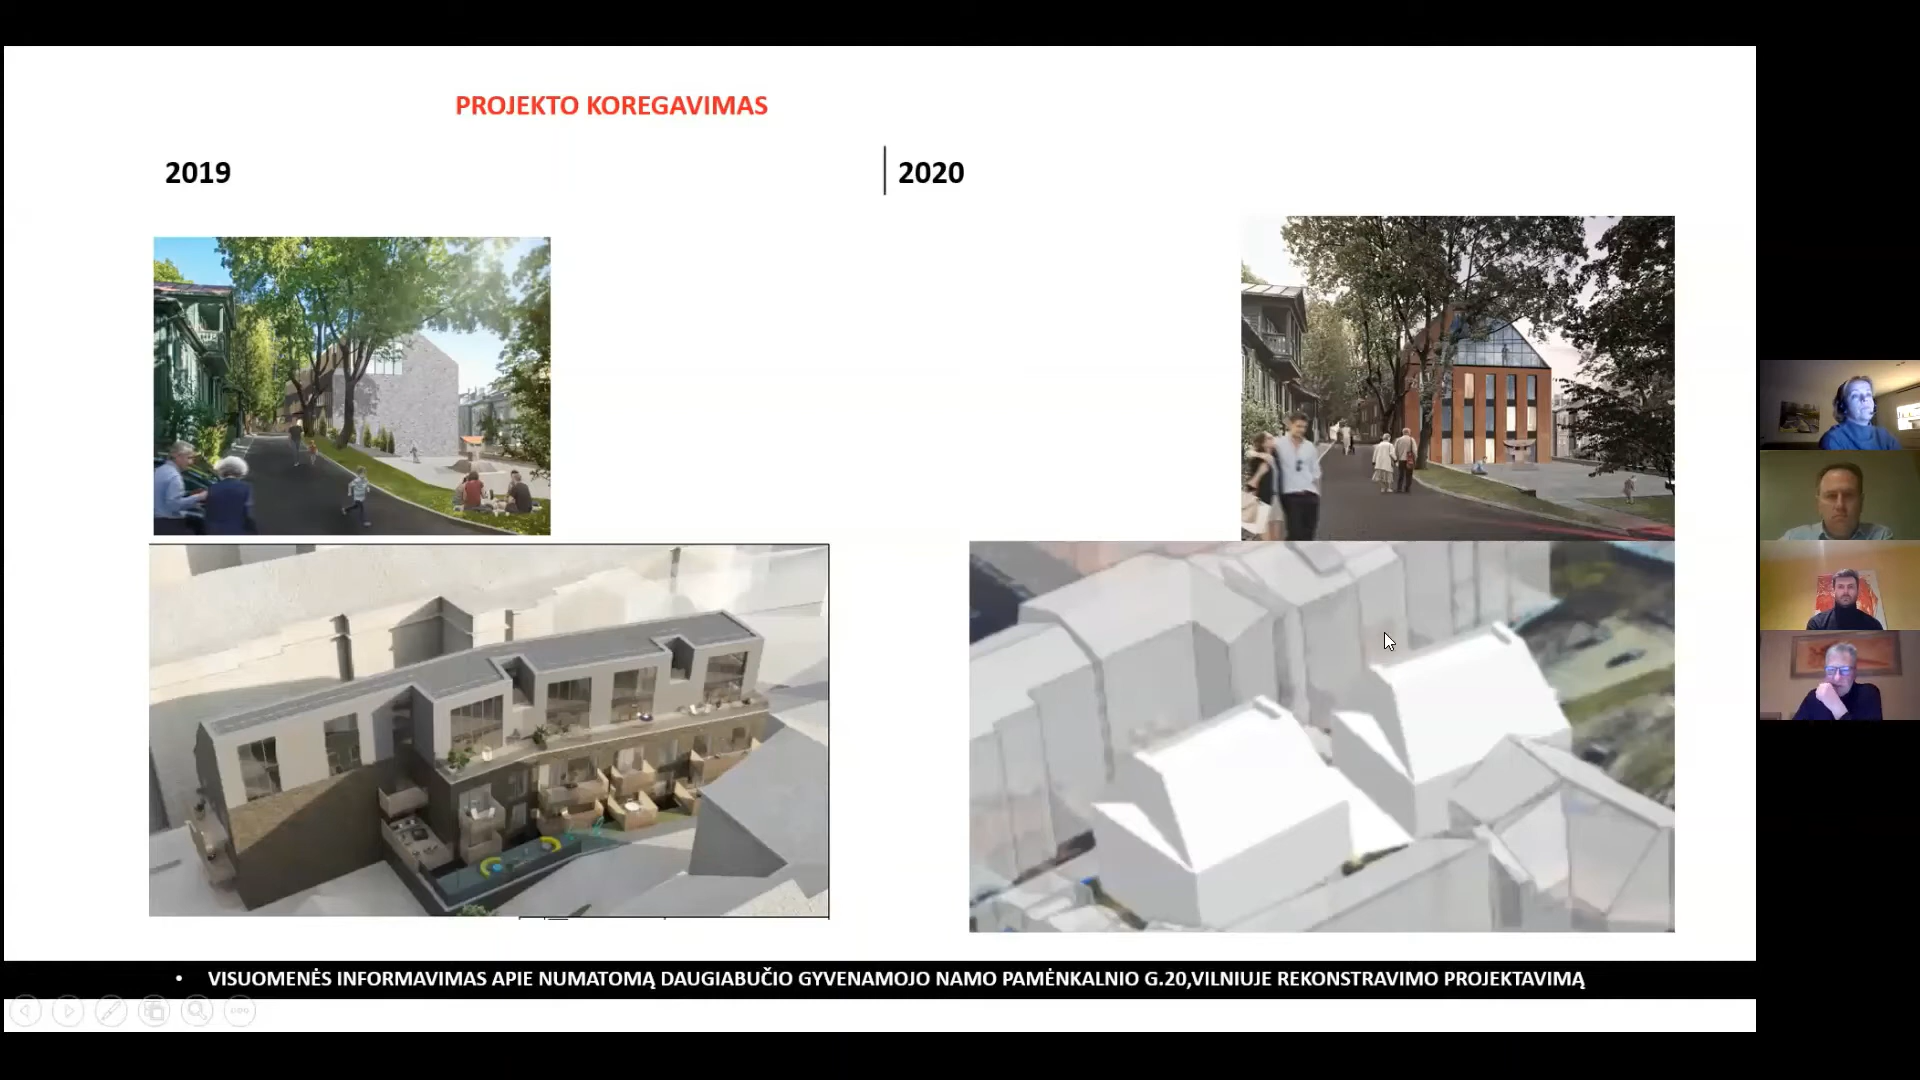 PROJEKTO KOREGAVIMAS
2019
2020
• VISUOMENĖS INFORMAVIMAS APIE NUMATOMĄ DAUGIABUČIO GYVENAMOJO NAMO PAMĖNKALNIO G.20,VILNIUJE REKONSTRAVIMO PROJEKTAVIMĄ